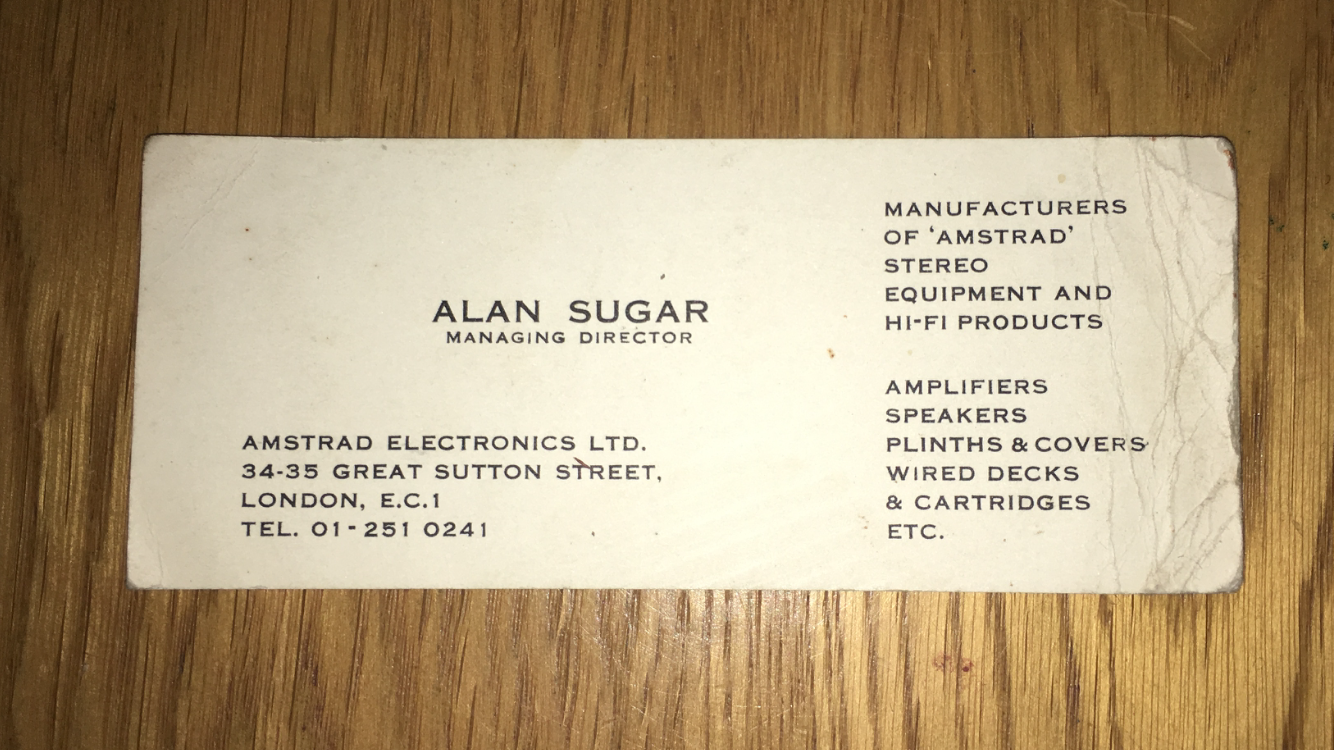 ALAN SUGAR
MANAGING DIRECTOR
AMSTRAD ELECTRONICS LTD.
34-35 GREAT SUTTON STREET,
LONDON, E.C.1
TEL. 01-251 0241
MANUFACTURERS
OF ‘AMSTRAD’
STEREO
EQUIPMENT AND
HI-FI PRODUCTS
AMPLIFIERS
SPEAKERS
PLINTHS & COVERS
WIRED DECKS
& CARTRIDGES
ETC.